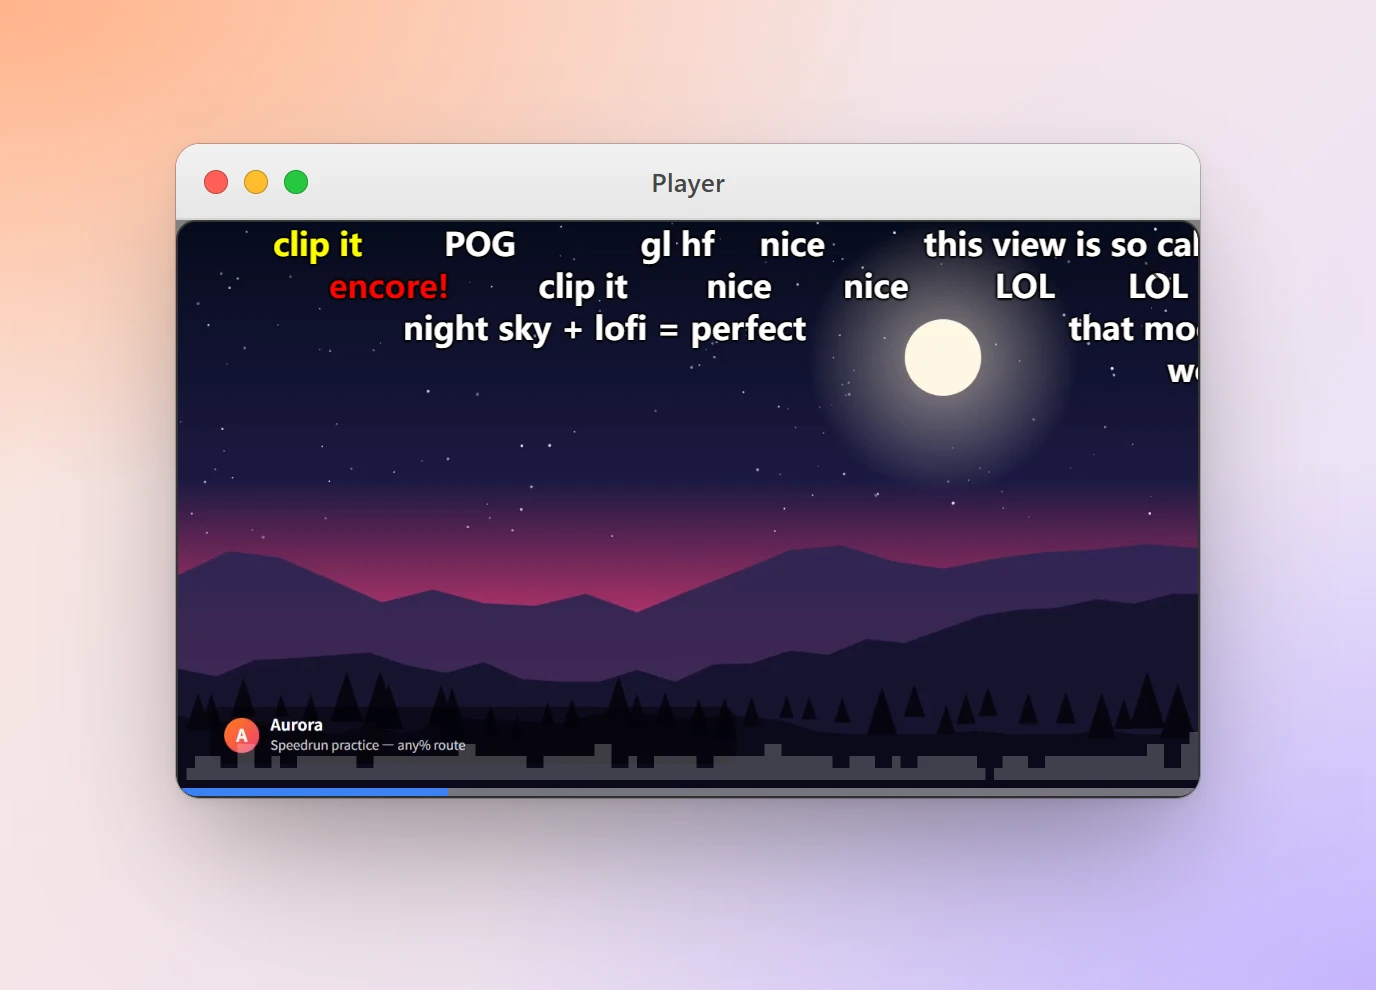 Player
clip it POG gl hf nice this view is so cal
encore! clip it nice nice LOL LOL
night sky + lofi = perfect that mo
we
A
Aurora
Speedrun practice — any% route